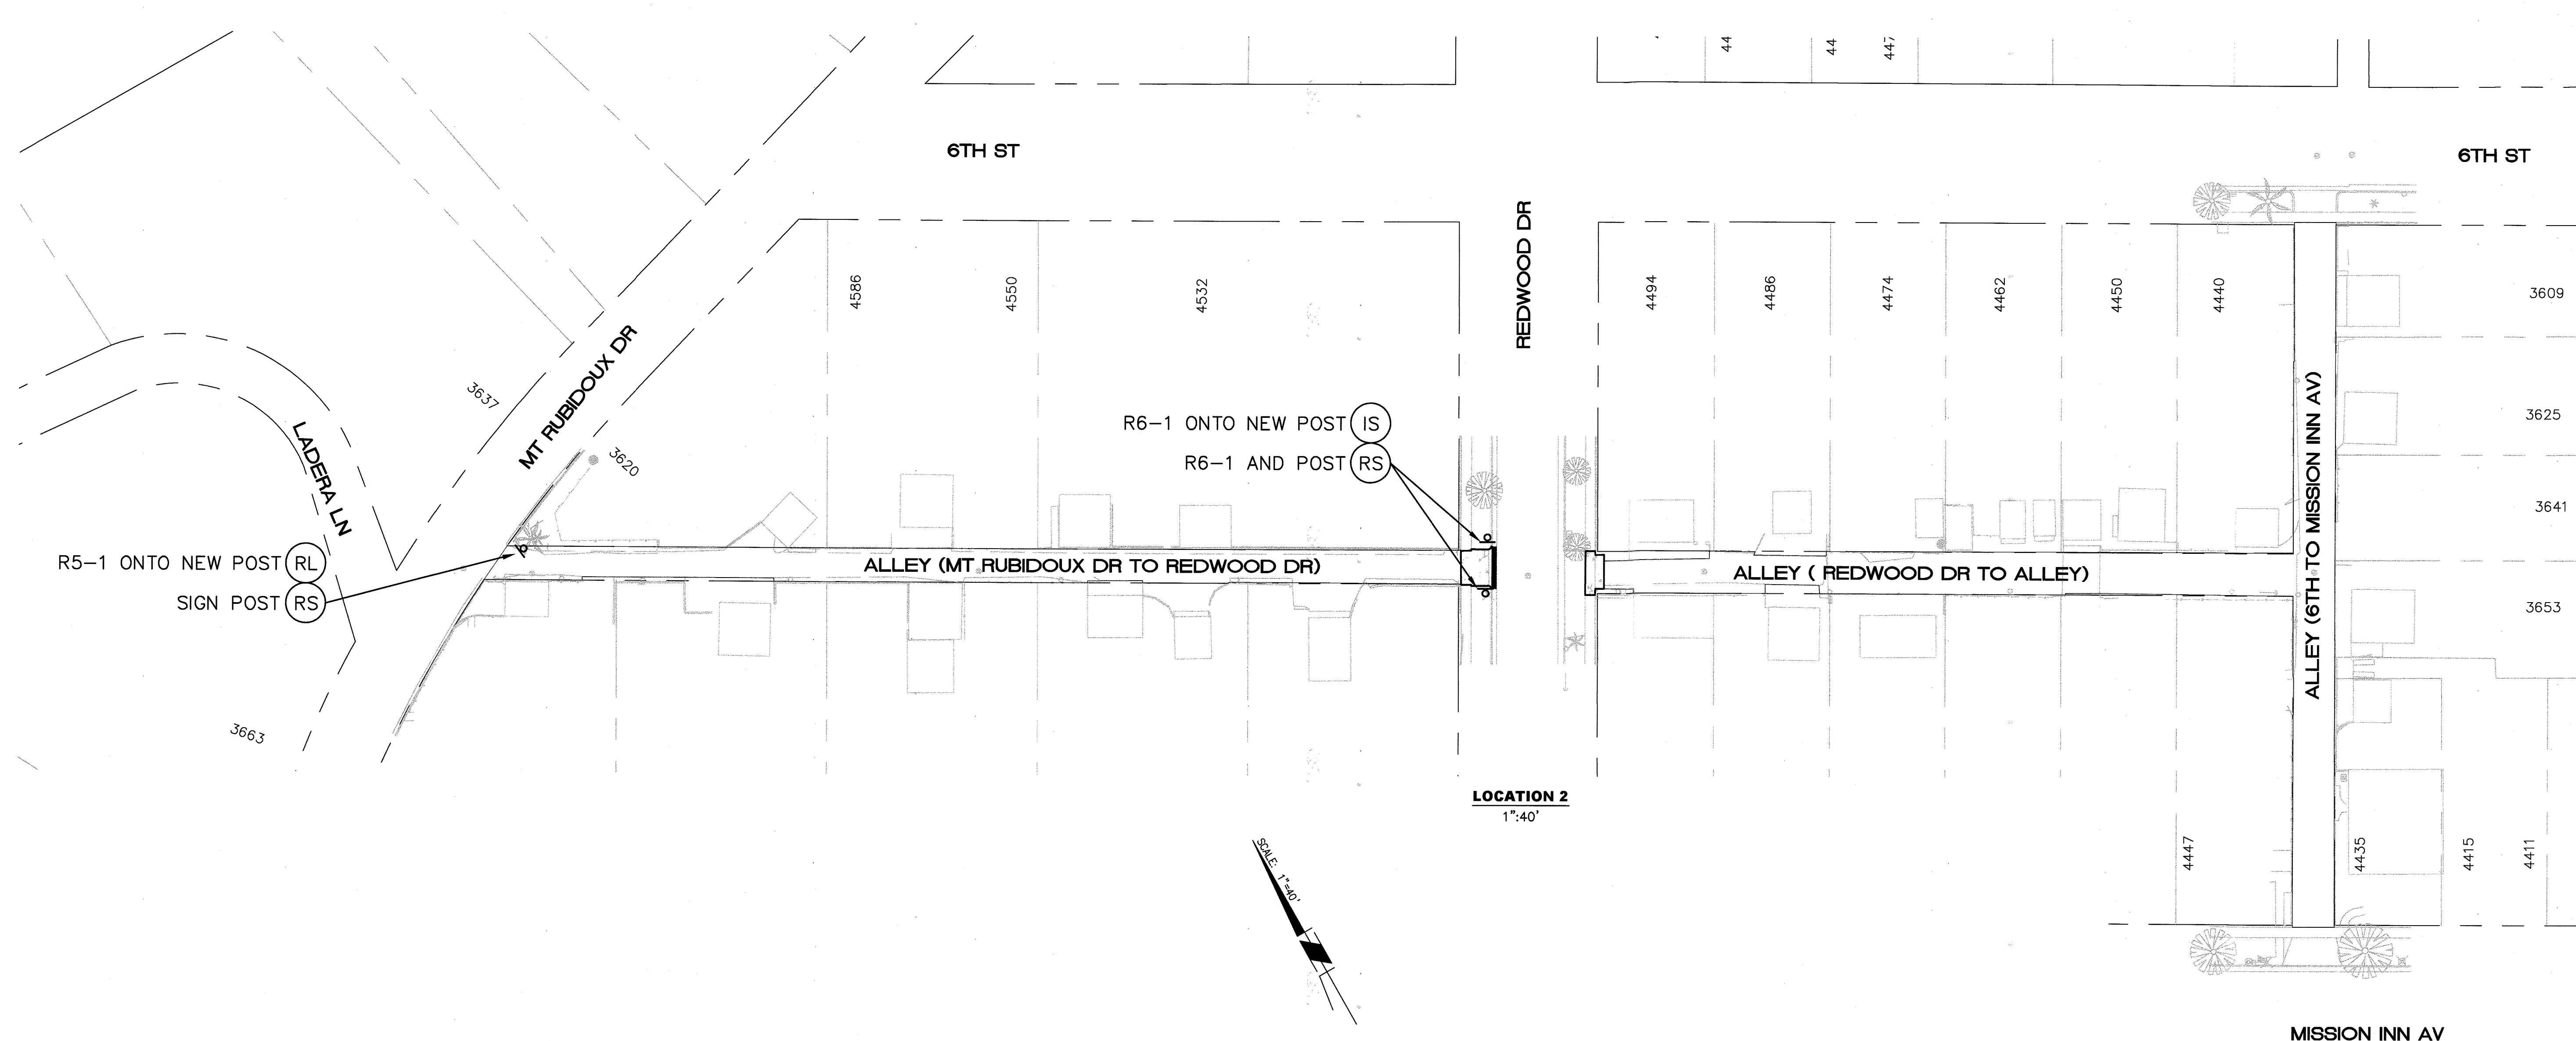 44
44
447
6TH ST
6TH ST
REDWOOD DR
4586
4550
4532
4494
4486
4474
4462
4450
4440
3609
3637
MT RUBIDOUX DR
3620
LADERA LN
R6-1 ONTO NEW POST IS
R6-1 AND POST RS
3625
ALLEY (6TH TO MISSION INN AV)
3641
R5-1 ONTO NEW POST RL
SIGN POST RS
ALLEY (MT RUBIDOUX DR TO REDWOOD DR)
ALLEY ( REDWOOD DR TO ALLEY)
3653
3663
LOCATION 2
1":40'
SCALE: 1"=40'
4447
4435
4415
4411
MISSION INN AV